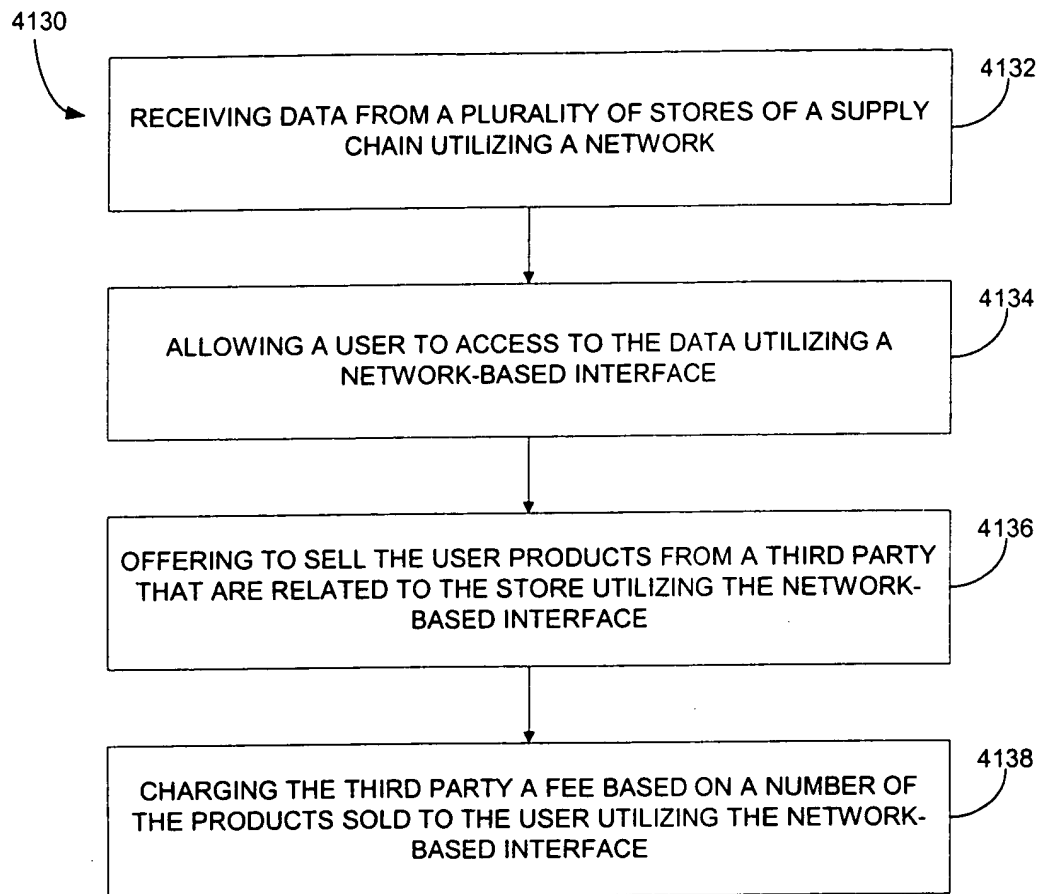 4130
4132
RECEIVING DATA FROM A PLURALITY OF STORES OF A SUPPLY
CHAIN UTILIZING A NETWORK
4134
ALLOWING A USER TO ACCESS TO THE DATA UTILIZING A
NETWORK-BASED INTERFACE
4136
OFFERING TO SELL THE USER PRODUCTS FROM A THIRD PARTY
THAT ARE RELATED TO THE STORE UTILIZING THE NETWORK-
BASED INTERFACE
4138
CHARGING THE THIRD PARTY A FEE BASED ON A NUMBER OF
THE PRODUCTS SOLD TO THE USER UTILIZING THE NETWORK-
BASED INTERFACE